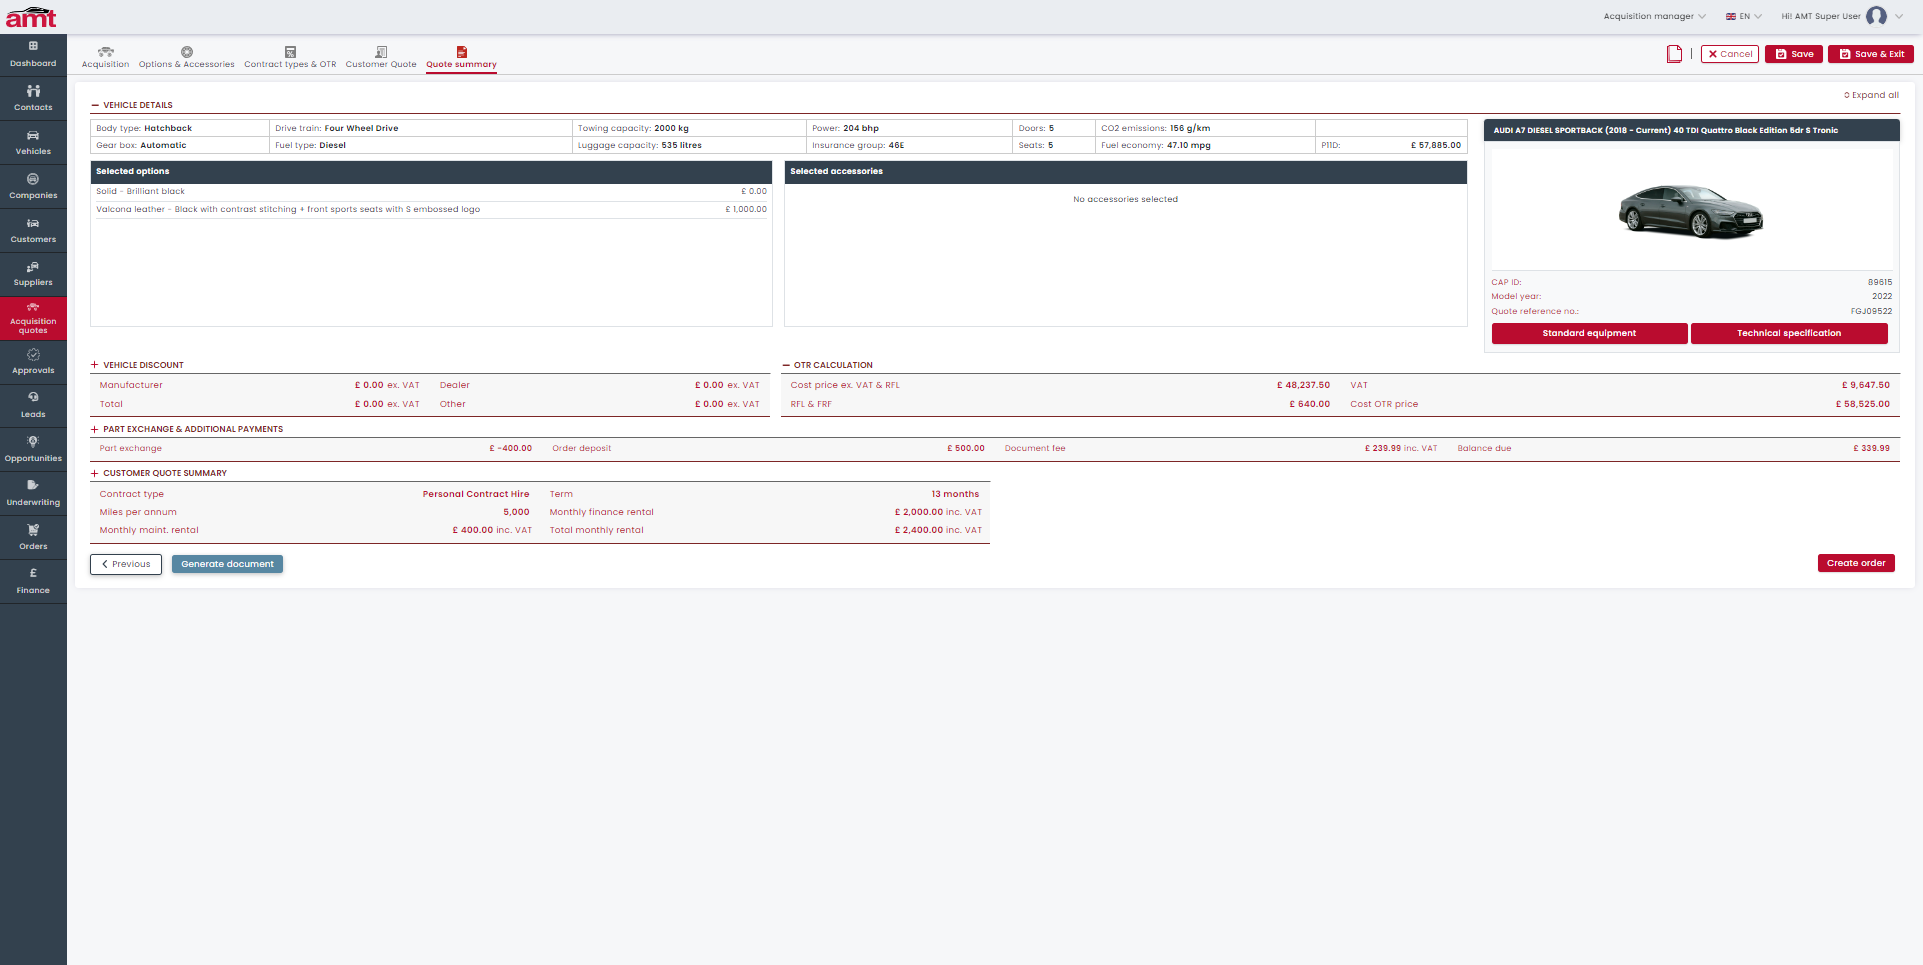 amt
Acquisition manager
EN
Hi! AMT Super User
Dashboard
Contacts
Vehicles
Companies
Customers
Suppliers
Acquisition
quotes
Approvals
Leads
Opportunities
Underwriting
Orders
£
Finance
Acquisition
Options & Accessories
Contract types & OTR
Customer Quote
Quote summary
Cancel
Save
Save & Exit
Expand all
VEHICLE DETAILS
Body type: Hatchback Drive train: Four Wheel Drive Towing capacity: 2000 kg Power: 204 bhp Doors: 5 CO2 emissions: 156 g/km
Gear box: Automatic Fuel type: Diesel Luggage capacity: 535 litres Insurance group: 46E Seats: 5 Fuel economy: 47.10 mpg P11D: £ 57,885.00
Selected options
Solid - Brilliant black £ 0.00
Valcona leather - Black with contrast stitching + front sports seats with S embossed logo £ 1,000.00
Selected accessories
No accessories selected
AUDI A7 DIESEL SPORTBACK (2018 - Current) 40 TDI Quattro Black Edition 5dr S Tronic
CAP ID: 89615
Model year: 2022
Quote reference no.: FGJ09522
Standard equipment
Technical specification
+ VEHICLE DISCOUNT
Manufacturer £ 0.00 ex. VAT Dealer £ 0.00 ex. VAT
Total £ 0.00 ex. VAT Other £ 0.00 ex. VAT
OTR CALCULATION
Cost price ex. VAT & RFL £ 48,237.50 VAT £ 9,647.50
RFL & FRF £ 640.00 Cost OTR price £ 58,525.00
+ PART EXCHANGE & ADDITIONAL PAYMENTS
Part exchange £ -400.00 Order deposit £ 500.00 Document fee £ 239.99 inc. VAT Balance due £ 339.99
+ CUSTOMER QUOTE SUMMARY
Contract type Personal Contract Hire Term 13 months
Miles per annum 5,000 Monthly finance rental £ 2,000.00 inc. VAT
Monthly maint. rental £ 400.00 inc. VAT Total monthly rental £ 2,400.00 inc. VAT
Previous
Generate document
Create order